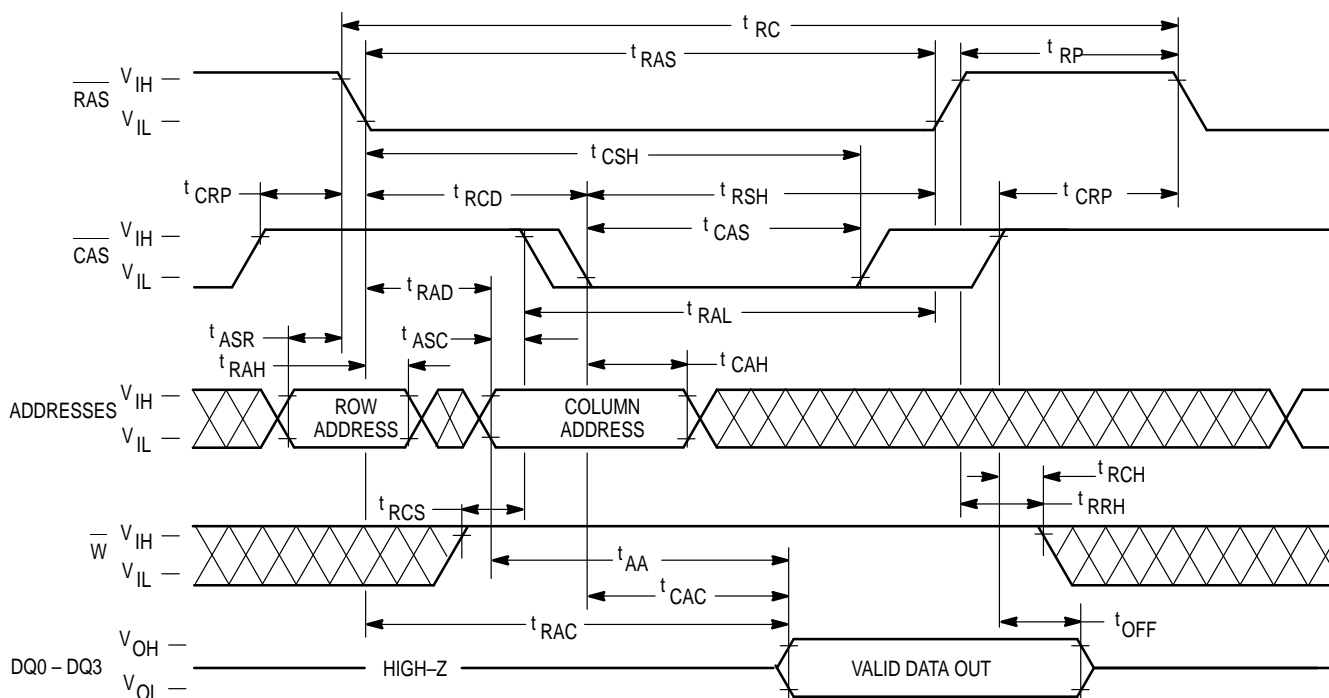 t RC
t RAS
t RP
RAS V IH
V IL
t CSH
t CRP
t RCD
t RSH
t CRP
CAS V IH
V IL
t CAS
t RAD
t RAL
t ASR
t ASC
t RAH
t CAH
ADDRESSES V IH
V IL
ROW ADDRESS
COLUMN ADDRESS
t RCH
t RCS
t RRH
W V IH
V IL
t AA
t CAC
t RAC
t OFF
DQ0 – DQ3 V OH
V OL
HIGH–Z
VALID DATA OUT